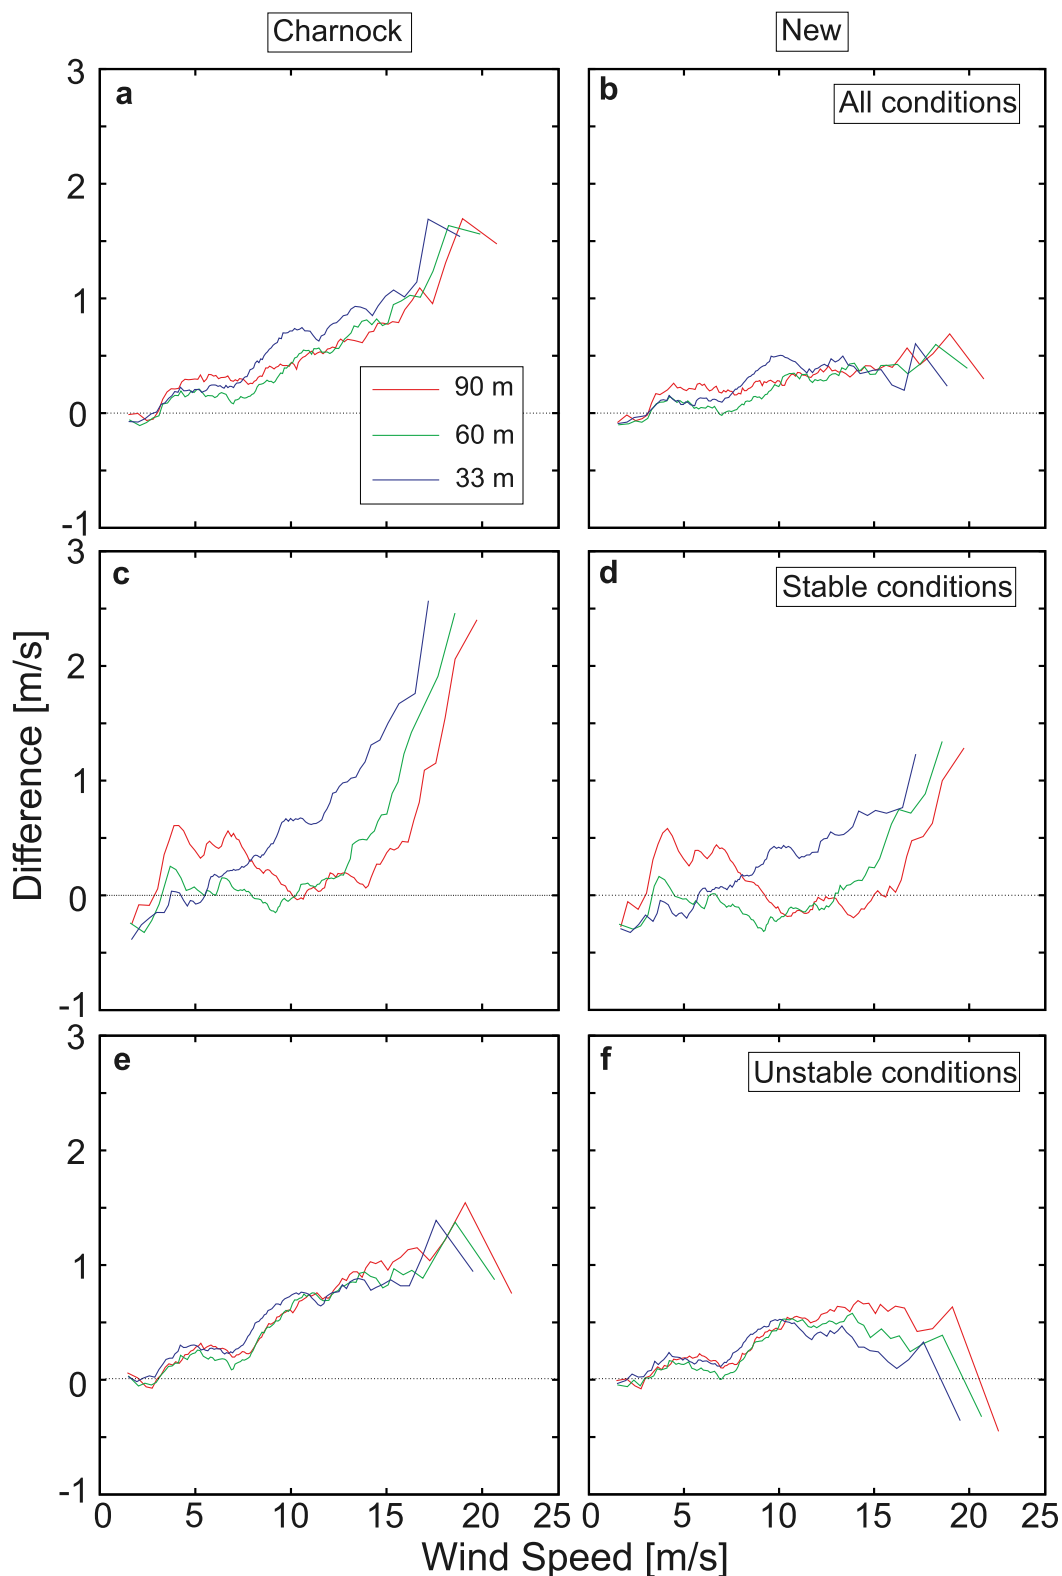 Charnock
New
3
a
b
All conditions
2
1
90 m
0
60 m
33 m
-1
3
c
d
Stable conditions
2
1
0
-1
Difference [m/s]
3
e
f
Unstable conditions
2
1
0
-1
0 5 10 15 20 25
0 5 10 15 20 25
Wind Speed [m/s]